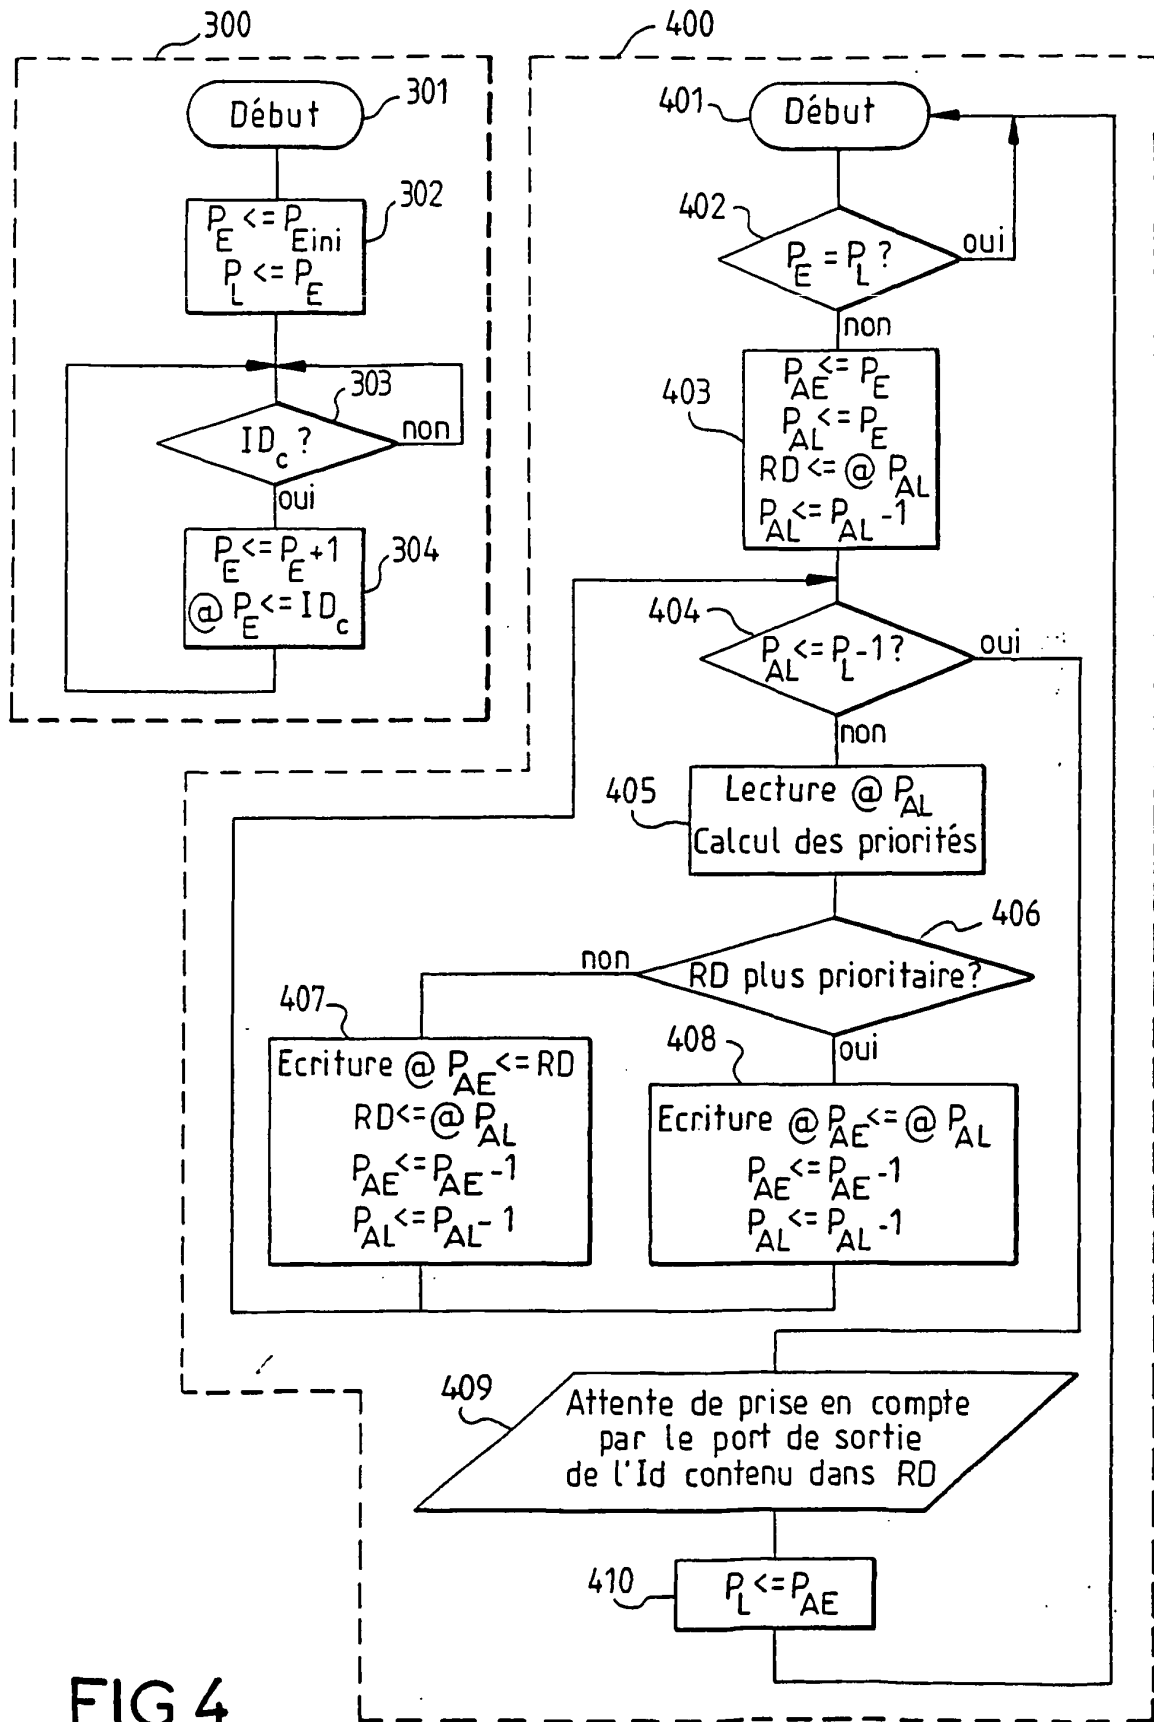 300
301
Début
302
P_E <= P_Eini
P_L <= P_E
303
ID_c ?
non
oui
304
P_E <= P_E +1
@ P_E <= ID_c
400
401
Début
402
P_E = P_L ?
oui
non
403
P_AE <= P_E
P_AL <= P_E
RD <= @ P_AL
P_AL <= P_AL -1
404
P_AL <= P_L -1?
oui
non
405
Lecture @ P_AL
Calcul des priorités
406
RD plus prioritaire?
non
oui
407
Ecriture @ P_AE <= RD
RD <= @ P_AL
P_AE <= P_AE -1
P_AL <= P_AL - 1
408
Ecriture @ P_AE <= @ P_AL
P_AE <= P_AE -1
P_AL <= P_AL -1
409
Attente de prise en compte
par le port de sortie
de l'Id contenu dans RD
410
P_L <= P_AE
FIG 4